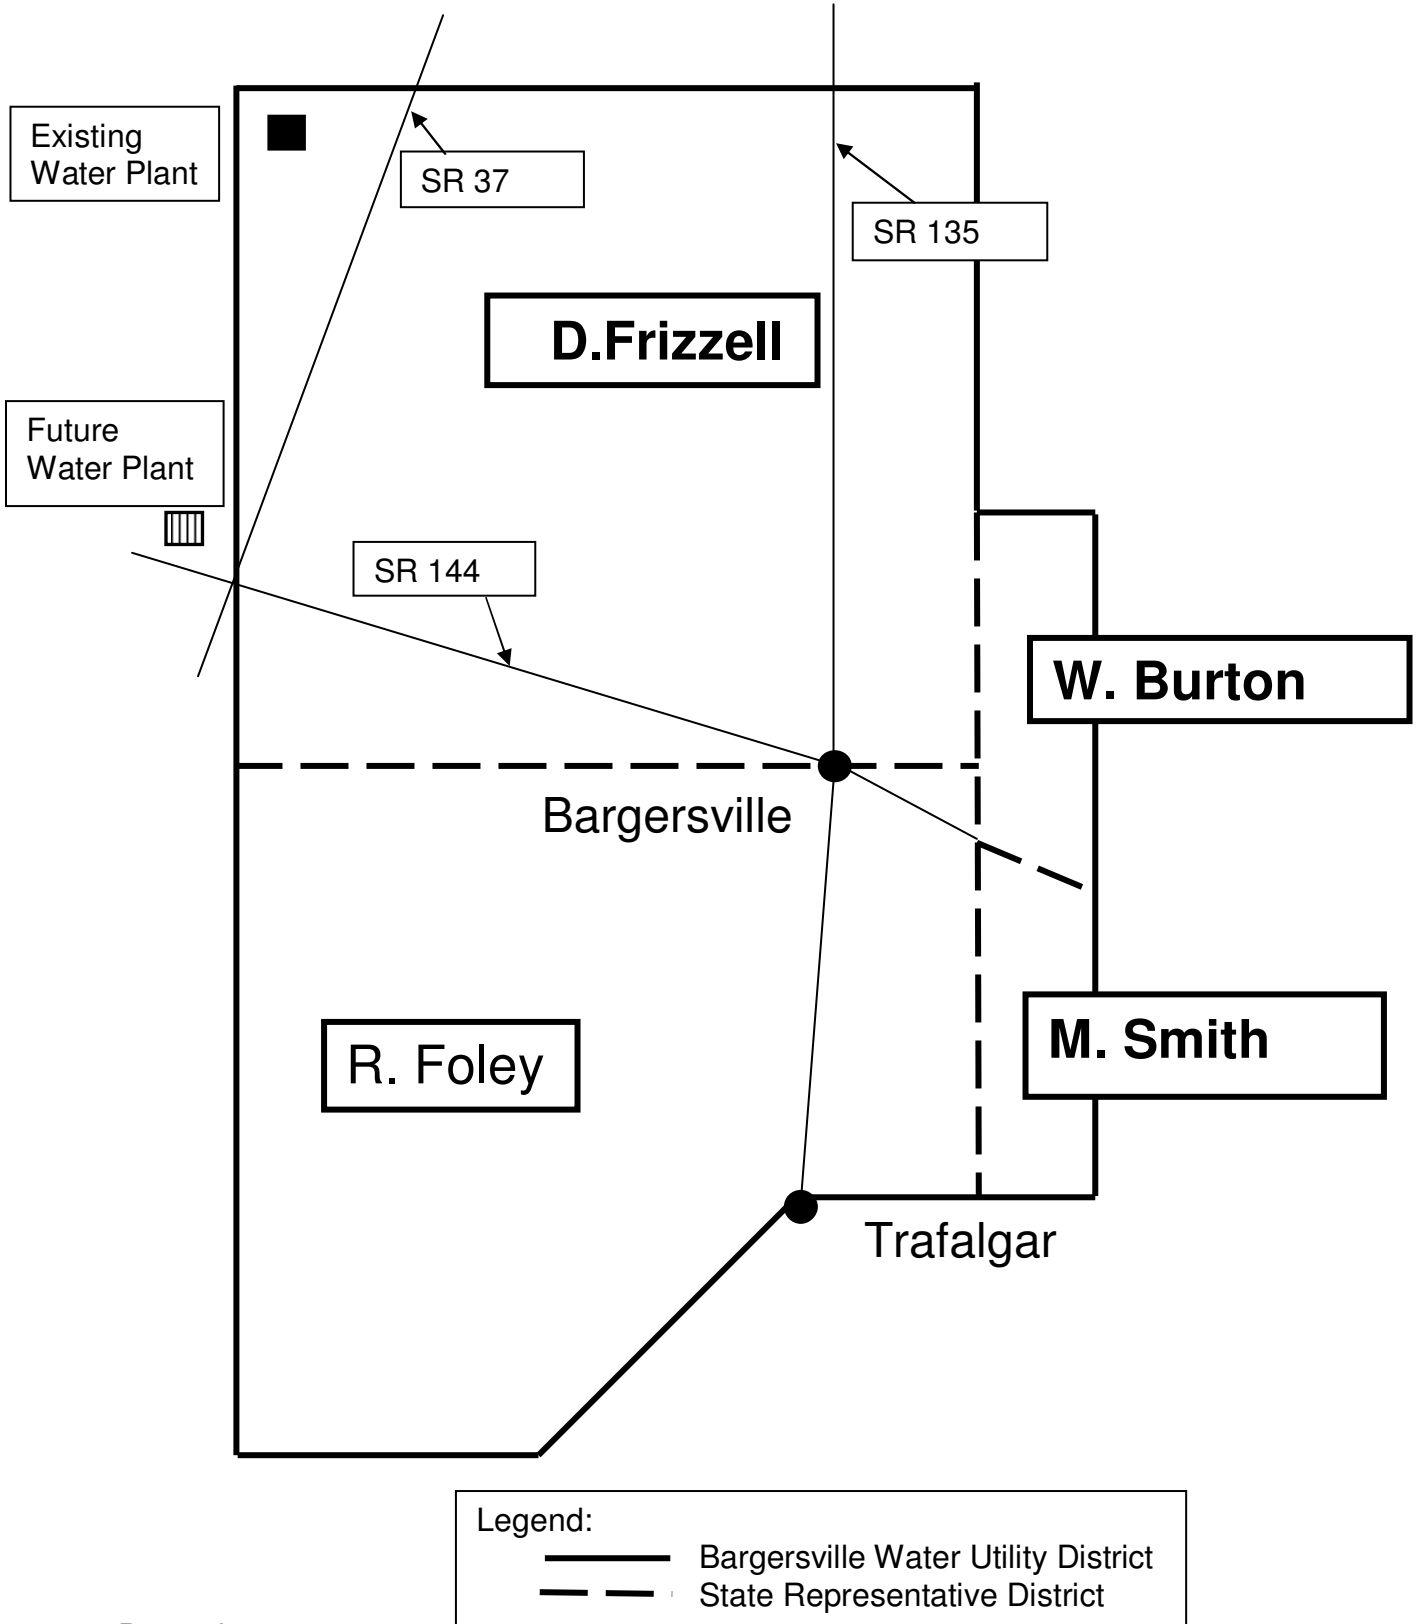 Existing
Water Plant
SR 37
SR 135
D.Frizzell
Future
Water Plant
SR 144
W. Burton
Bargersville
M. Smith
R. Foley
Trafalgar
Legend:
Bargersville Water Utility District
State Representative District